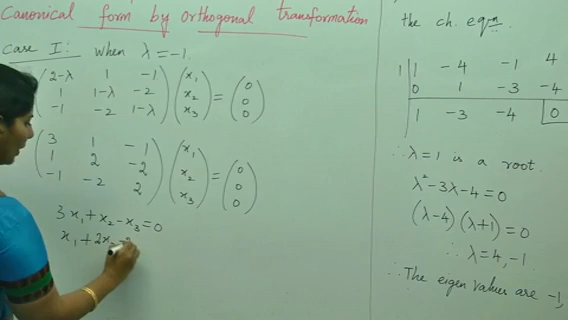 Canonical form by orthogonal transformation
Case I: when λ = -1.
(2-λ 1 -1) (x₁) = (0)
(1 1-λ -2) (x₂) (0)
(-1 -2 1-λ) (x₃) (0)
(3 1 -1) (x₁) = (0)
(1 2 -2) (x₂) (0)
(-1 -2 2) (x₃) (0)
3x₁ + x₂ - x₃ = 0
x₁ + 2x₂ -
the ch. eqn.
1 | 1 -4 -1 4
0 1 -3 -4
1 -3 -4 0
∴ λ = 1 is a root.
λ² - 3λ - 4 = 0
(λ-4) (λ+1) = 0
∴ λ = 4, -1
∴ The eigen values are -1,